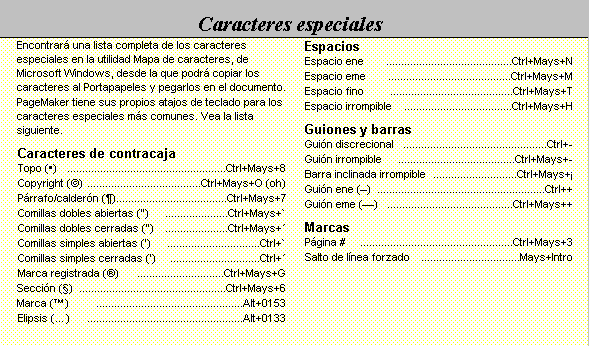 Caracteres especiales
Encontrará una lista completa de los caracteres
especiales en la utilidad Mapa de caracteres, de
Microsoft Windows, desde la que podrá copiar los
caracteres al Portapapeles y pegarlos en el documento.
PageMaker tiene sus propios atajos de teclado para los
caracteres especiales más comunes. Vea la lista
siguiente.
Caracteres de contracaja
Topo (•) ........Ctrl+Mays+8
Copyright (©) ........Ctrl+Mays+O (oh)
Párrafo/calderón (¶)........Ctrl+Mays+7
Comillas dobles abiertas (") ........Ctrl+Mays+`
Comillas dobles cerradas (") ........Ctrl+Mays+´
Comillas simples abiertas (') ........Ctrl+`
Comillas simples cerradas (') ........Ctrl+´
Marca registrada (®) ........Ctrl+Mays+G
Sección (§) ........Ctrl+Mays+6
Marca (™) ........Alt+0153
Elipsis (…) ........Alt+0133
Espacios
Espacio ene ........Ctrl+Mays+N
Espacio eme ........Ctrl+Mays+M
Espacio fino ........Ctrl+Mays+T
Espacio irrompible ........Ctrl+Mays+H
Guiones y barras
Guión discrecional ........Ctrl+-
Guión irrompible ........Ctrl+Mays+-
Barra inclinada irrompible ........Ctrl+Mays+¡
Guión ene (–) ........Ctrl++
Guión eme (—) ........Ctrl+Mays++
Marcas
Página # ........Ctrl+Mays+3
Salto de línea forzado ........Mays+Intro